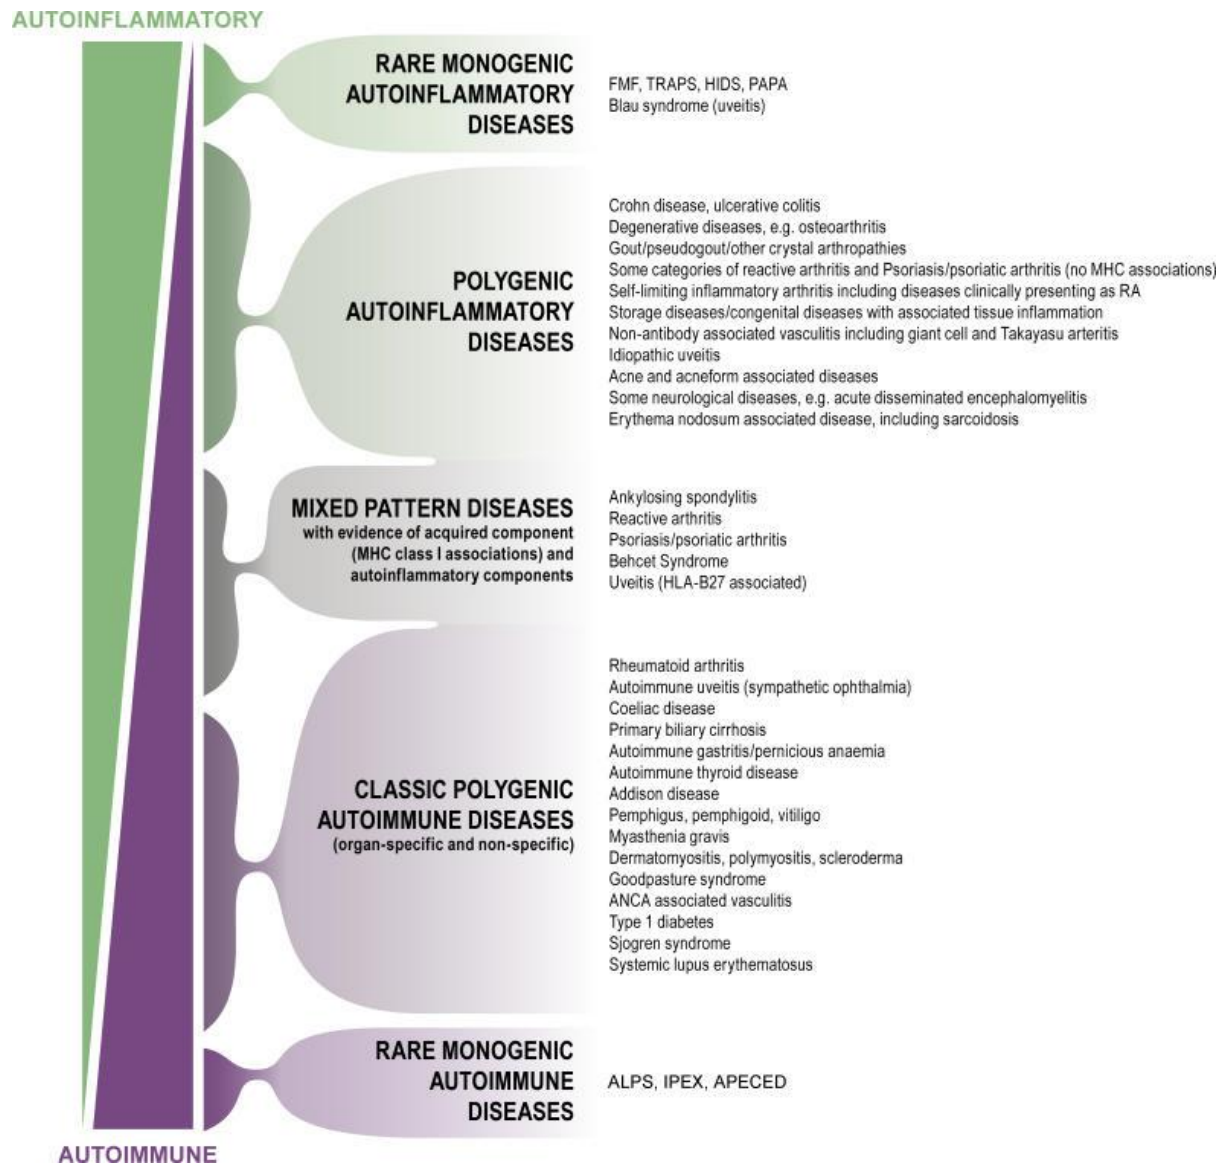 AUTOINFLAMMATORY
RARE MONOGENIC
AUTOINFLAMMATORY
DISEASES
FMF, TRAPS, HIDS, PAPA
Blau syndrome (uveitis)
POLYGENIC
AUTOINFLAMMATORY
DISEASES
Crohn disease, ulcerative colitis
Degenerative diseases, e.g. osteoarthritis
Gout/pseudogout/other crystal arthropathies
Some categories of reactive arthritis and Psoriasis/psoriatic arthritis (no MHC associations)
Self-limiting inflammatory arthritis including diseases clinically presenting as RA
Storage diseases/congenital diseases with associated tissue inflammation
Non-antibody associated vasculitis including giant cell and Takayasu arteritis
Idiopathic uveitis
Acne and acneform associated diseases
Some neurological diseases, e.g. acute disseminated encephalomyelitis
Erythema nodosum associated disease, including sarcoidosis
MIXED PATTERN DISEASES
with evidence of acquired component
(MHC class I associations) and
autoinflammatory components
Ankylosing spondylitis
Reactive arthritis
Psoriasis/psoriatic arthritis
Behcet Syndrome
Uveitis (HLA-B27 associated)
CLASSIC POLYGENIC
AUTOIMMUNE DISEASES
(organ-specific and non-specific)
Rheumatoid arthritis
Autoimmune uveitis (sympathetic ophthalmia)
Coeliac disease
Primary biliary cirrhosis
Autoimmune gastritis/pernicious anaemia
Autoimmune thyroid disease
Addison disease
Pemphigus, pemphigoid, vitiligo
Myasthenia gravis
Dermatomyositis, polymyositis, scleroderma
Goodpasture syndrome
ANCA associated vasculitis
Type 1 diabetes
Sjogren syndrome
Systemic lupus erythematosus
RARE MONOGENIC
AUTOIMMUNE
DISEASES
ALPS, IPEX, APECED
AUTOIMMUNE